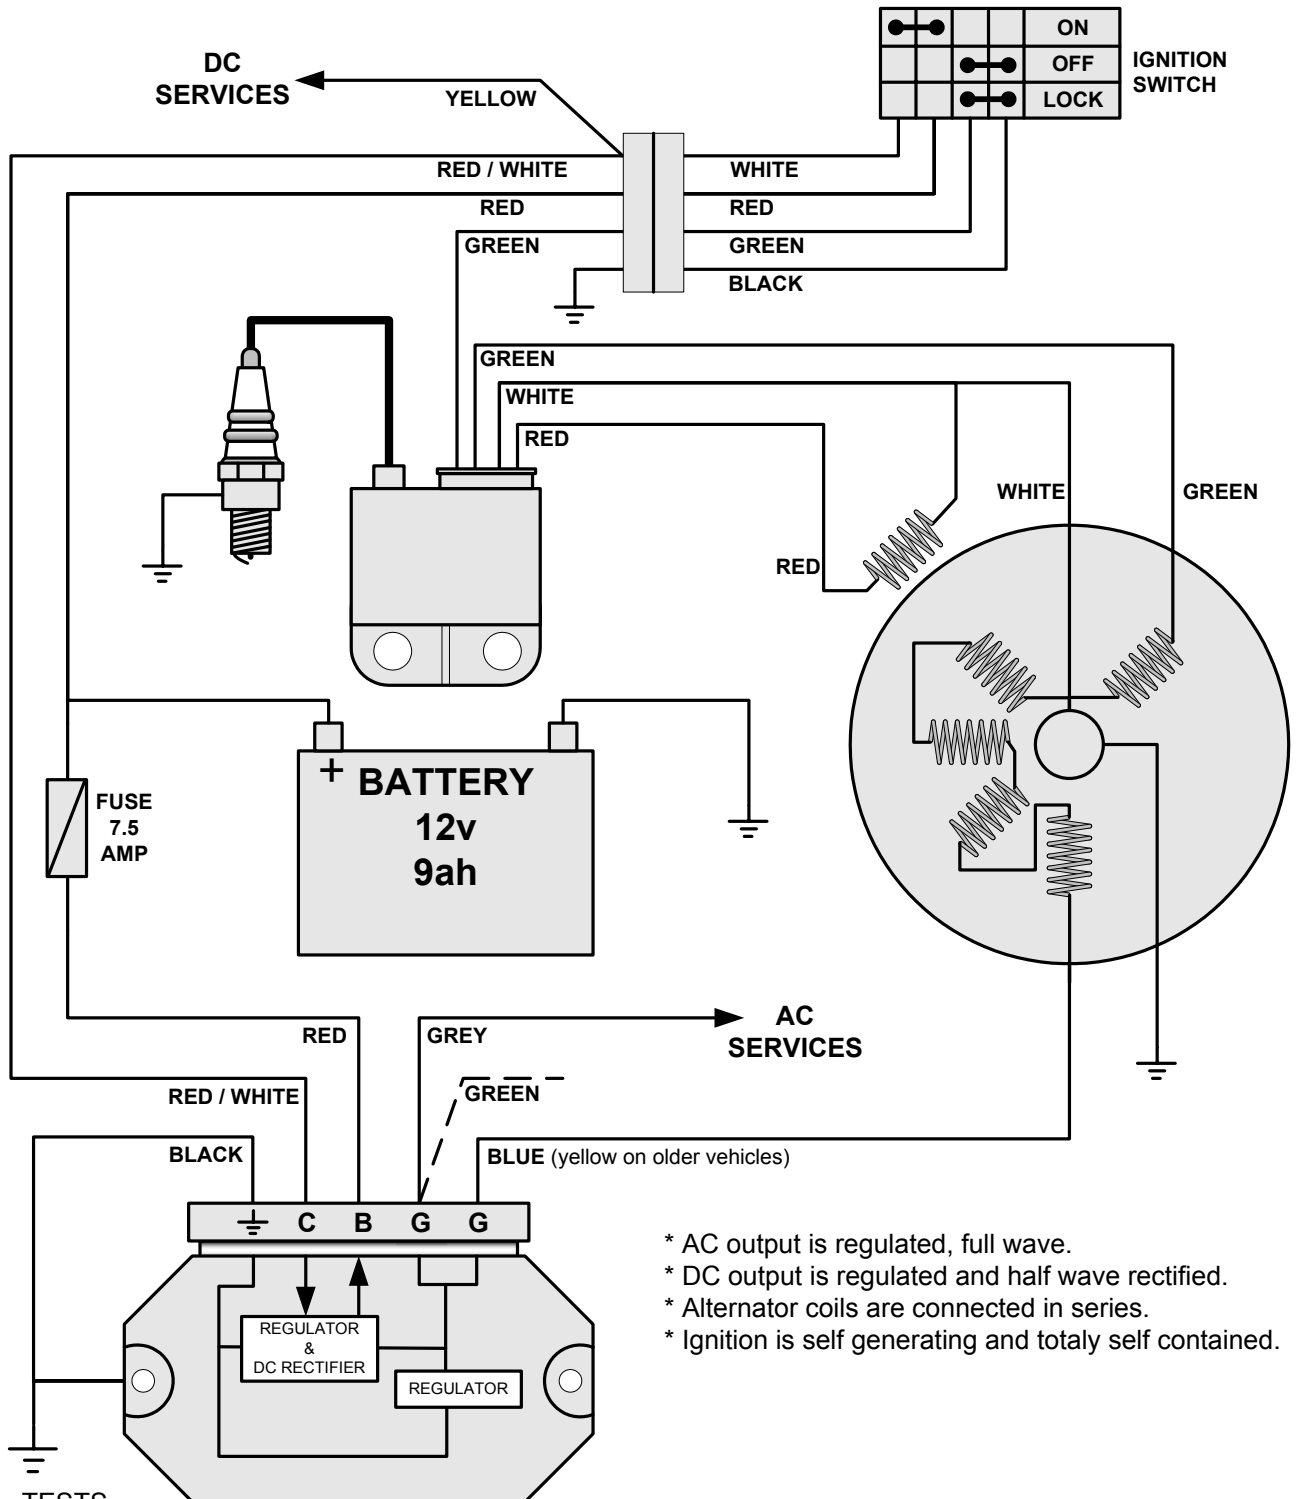 ON
OFF
LOCK
IGNITION
SWITCH
DC
SERVICES
YELLOW
RED / WHITE
WHITE
RED
RED
GREEN
GREEN
BLACK
GREEN
WHITE
RED
WHITE
GREEN
RED
+ BATTERY
12v
9ah
FUSE
7.5
AMP
RED
GREY
AC
SERVICES
RED / WHITE
GREEN
BLACK
BLUE (yellow on older vehicles)
C B G G
REGULATOR
&
DC RECTIFIER
REGULATOR
* AC output is regulated, full wave.
* DC output is regulated and half wave rectified.
* Alternator coils are connected in series.
* Ignition is self generating and totaly self contained.
TESTS